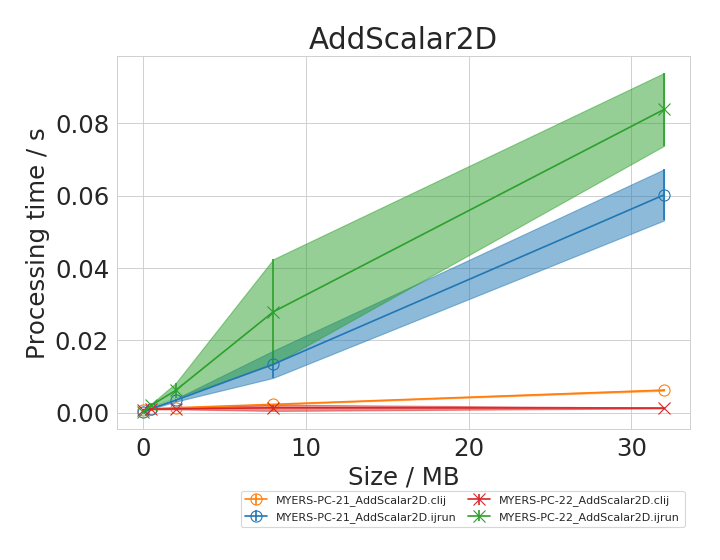 AddScalar2D
Processing time / s
0.08
0.06
0.04
0.02
0.00
0 10 20 30
Size / MB
MYERS-PC-21_AddScalar2D.clij MYERS-PC-22_AddScalar2D.clij
MYERS-PC-21_AddScalar2D.ijrun MYERS-PC-22_AddScalar2D.ijrun